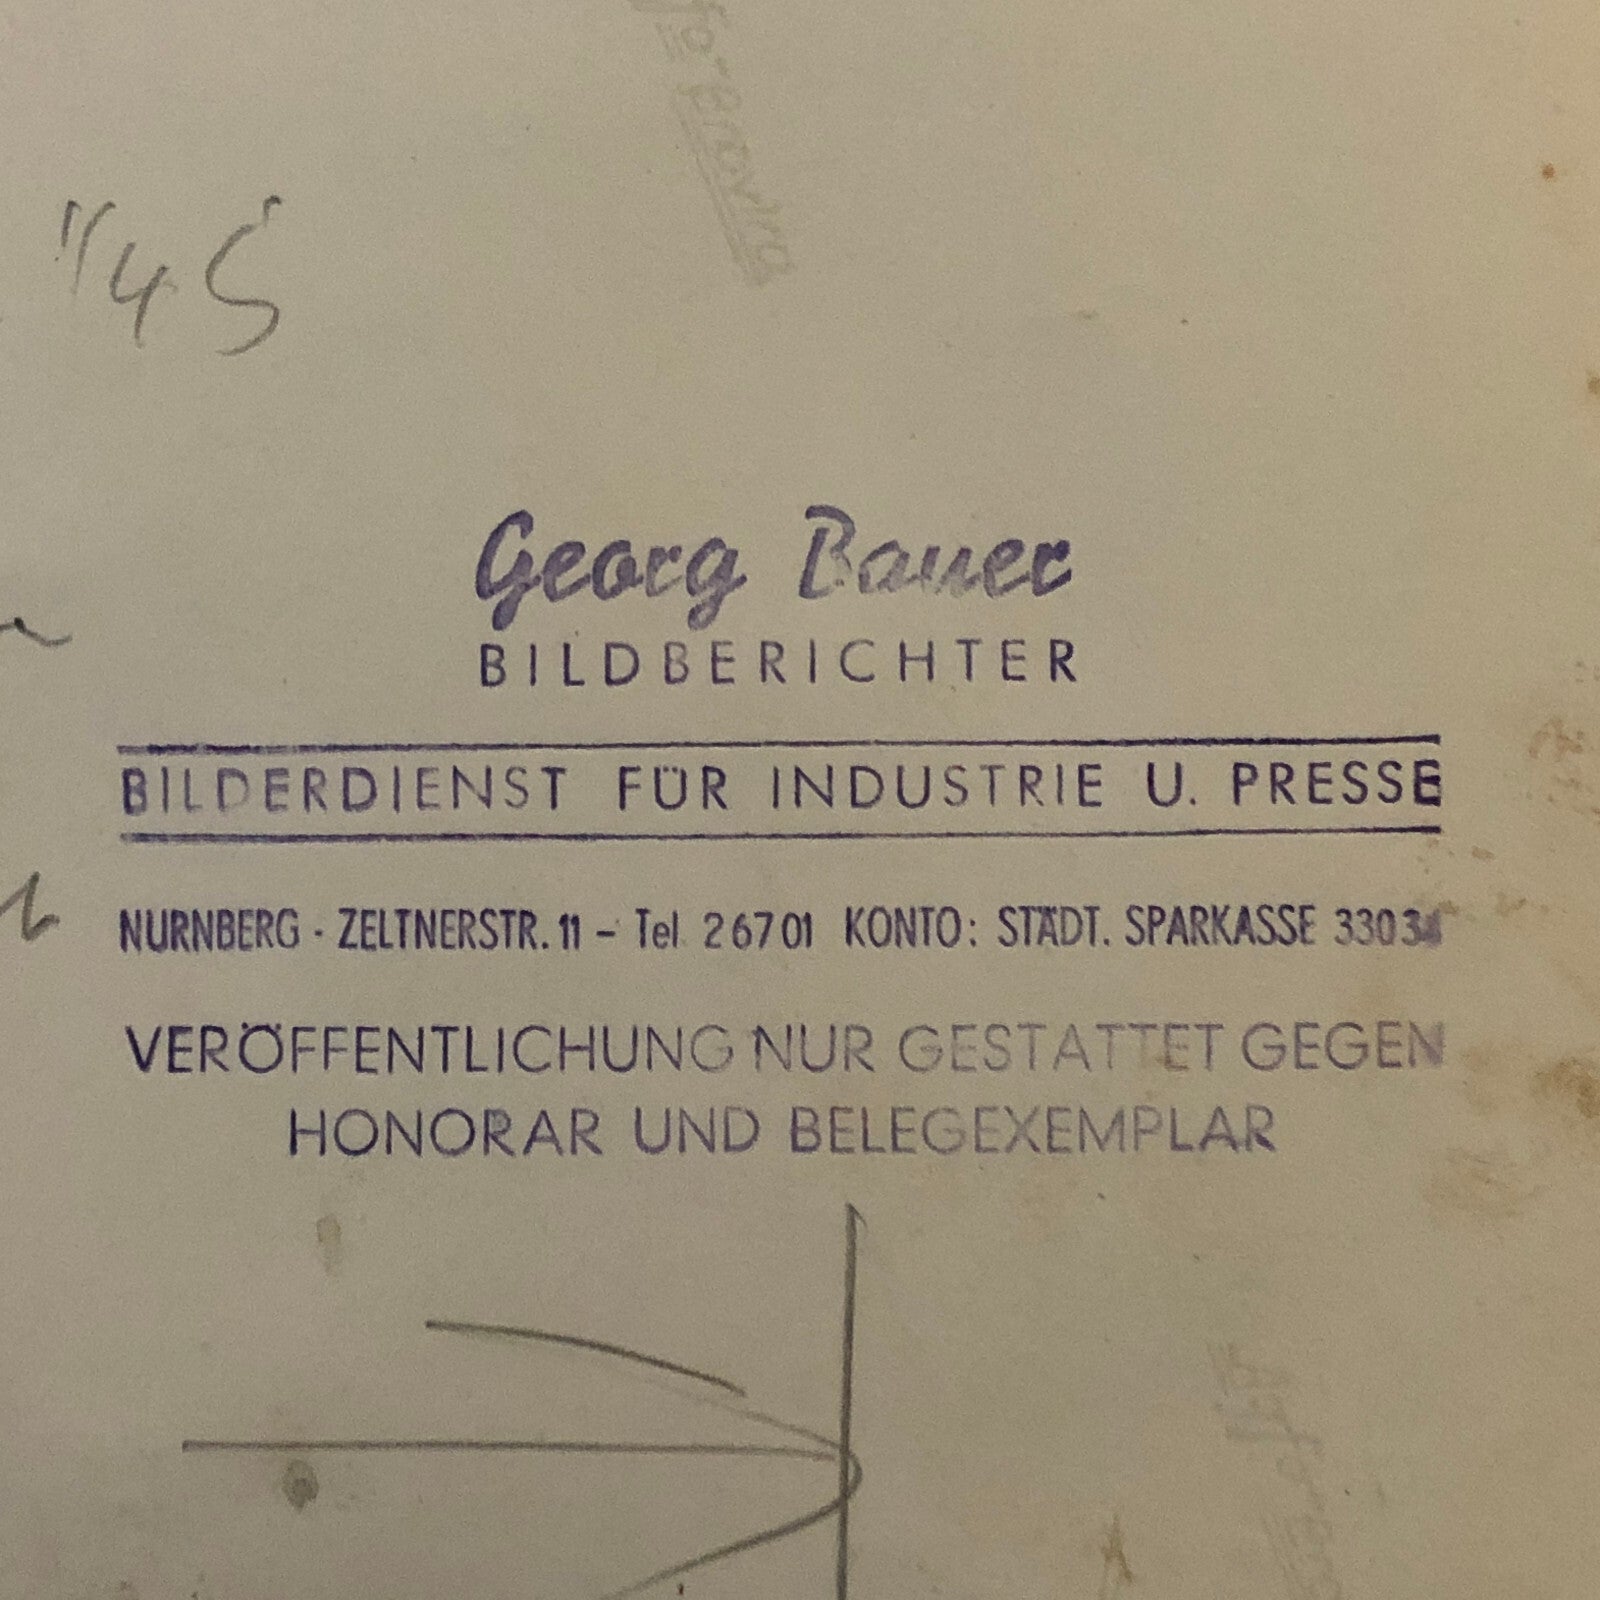 Georg Bauer
BILDBERICHTER
BILDERDIENST FÜR INDUSTRIE U. PRESSE
NURNBERG · ZELTNERSTR. 11 – Tel 26701 KONTO: STÄDT. SPARKASSE
VERÖFFENTLICHUNG NUR GESTATTET GEGEN
HONORAR UND BELEGEXEMPLAR